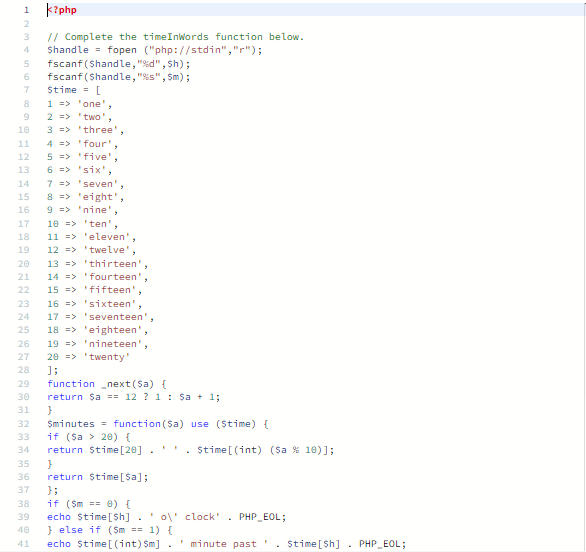 1 <?php
2
3 // Complete the timeInWords function below.
4 $handle = fopen ("php://stdin","r");
5 fscanf($handle,"%d",$h);
6 fscanf($handle,"%s",$m);
7 $time = [
8 1 => 'one',
9 2 => 'two',
10 3 => 'three',
11 4 => 'four',
12 5 => 'five',
13 6 => 'six',
14 7 => 'seven',
15 8 => 'eight',
16 9 => 'nine',
17 10 => 'ten',
18 11 => 'eleven',
19 12 => 'twelve',
20 13 => 'thirteen',
21 14 => 'fourteen',
22 15 => 'fifteen',
23 16 => 'sixteen',
24 17 => 'seventeen',
25 18 => 'eighteen',
26 19 => 'nineteen',
27 20 => 'twenty'
28 ];
29 function _next($a) {
30 return $a == 12 ? 1 : $a + 1;
31 }
32 $minutes = function($a) use ($time) {
33 if ($a > 20) {
34 return $time[20] . ' ' . $time[(int) ($a % 10)];
35 }
36 return $time[$a];
37 };
38 if ($m == 0) {
39 echo $time[$h] . ' o\' clock' . PHP_EOL;
40 } else if ($m == 1) {
41 echo $time[(int)$m] . ' minute past ' . $time[$h] . PHP_EOL;